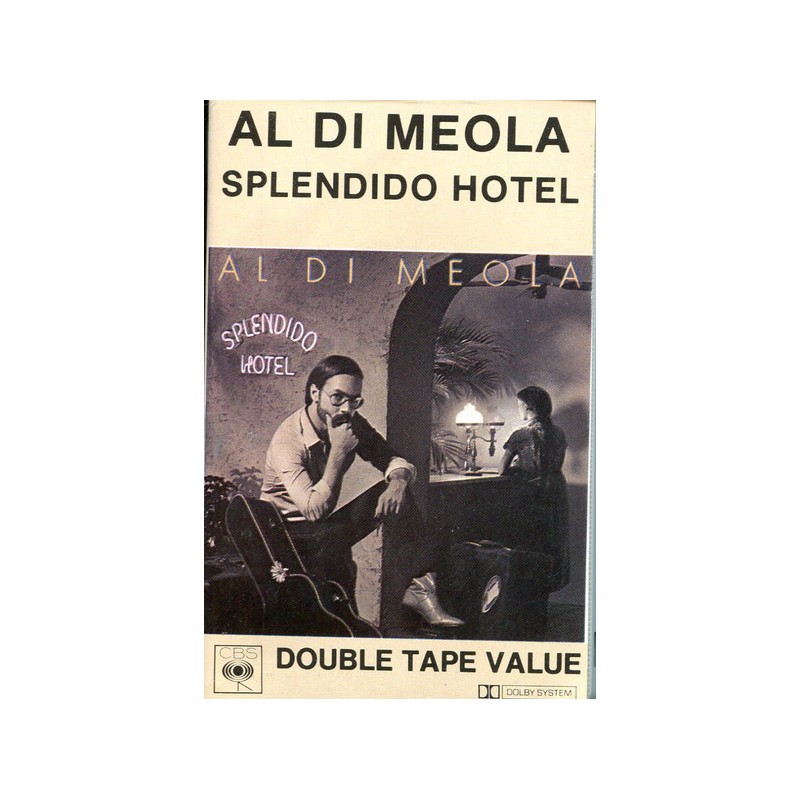 AL DI MEOLA
SPLENDIDO HOTEL
AL DI MEOLA
SPLENDIDO
HOTEL
CBS
DOUBLE TAPE VALUE
DOLBY SYSTEM